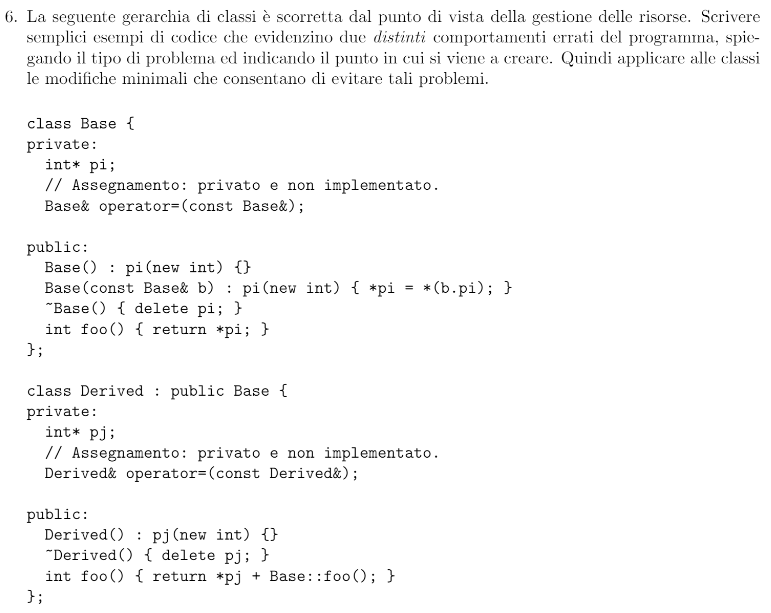 6. La seguente gerarchia di classi è scorretta dal punto di vista della gestione delle risorse. Scrivere
semplici esempi di codice che evidenzino due distinti comportamenti errati del programma, spie-
gando il tipo di problema ed indicando il punto in cui si viene a creare. Quindi applicare alle classi
le modifiche minimali che consentano di evitare tali problemi.
class Base {
private:
int* pi;
// Assegnamento: privato e non implementato.
Base& operator=(const Base&);
public:
Base() : pi(new int) {}
Base(const Base& b) : pi(new int) { *pi = *(b.pi); }
~Base() { delete pi; }
int foo() { return *pi; }
};
class Derived : public Base {
private:
int* pj;
// Assegnamento: privato e non implementato.
Derived& operator=(const Derived&);
public:
Derived() : pj(new int) {}
~Derived() { delete pj; }
int foo() { return *pj + Base::foo(); }
};